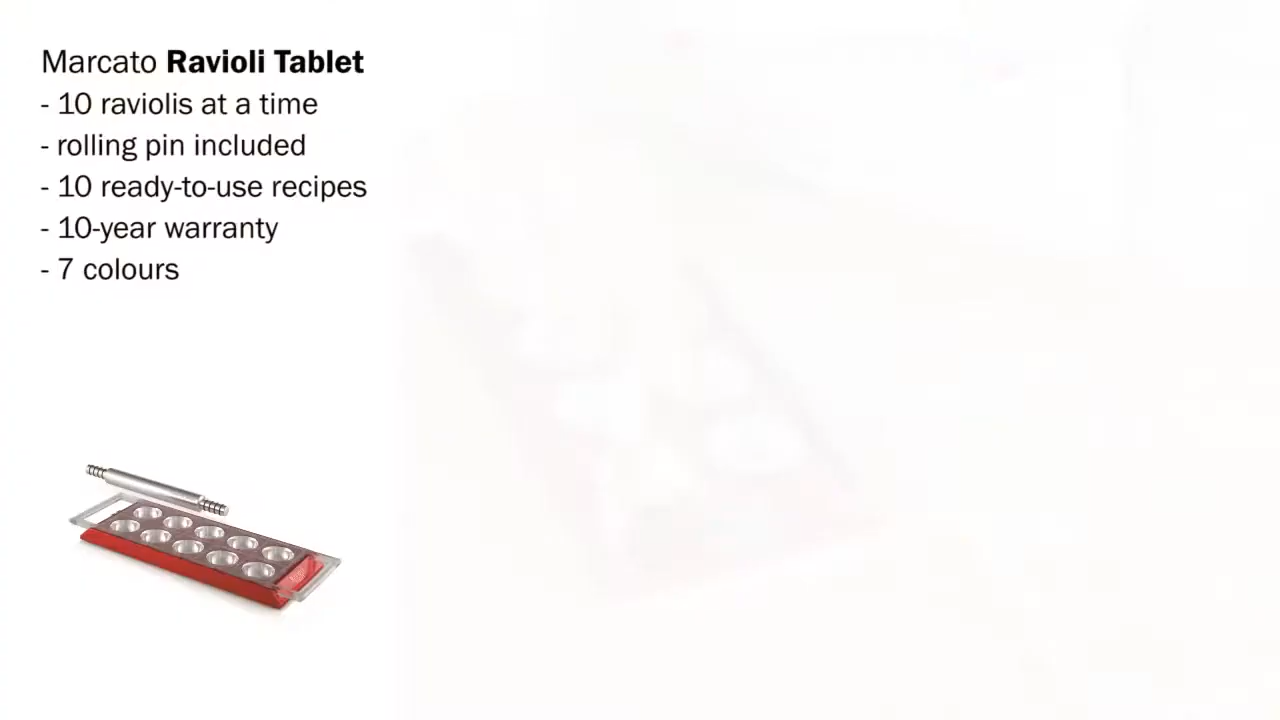 Marcato Ravioli Tablet
- 10 raviolis at a time
- rolling pin included
- 10 ready-to-use recipes
- 10-year warranty
- 7 colours